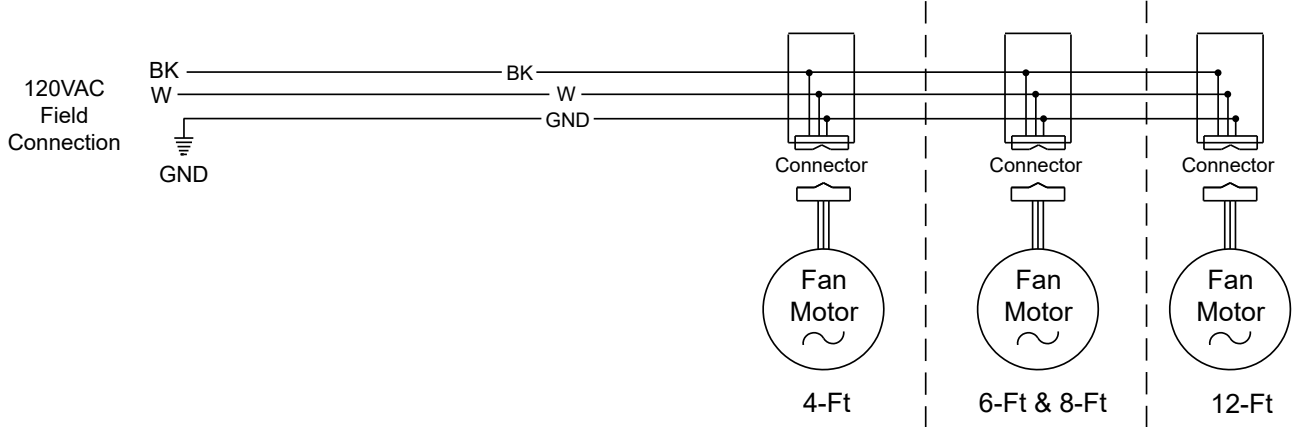 120VAC
Field
Connection
BK
W
GND
BK
W
GND
Connector
Connector
Connector
Fan
Motor
Fan
Motor
Fan
Motor
4-Ft
6-Ft & 8-Ft
12-Ft